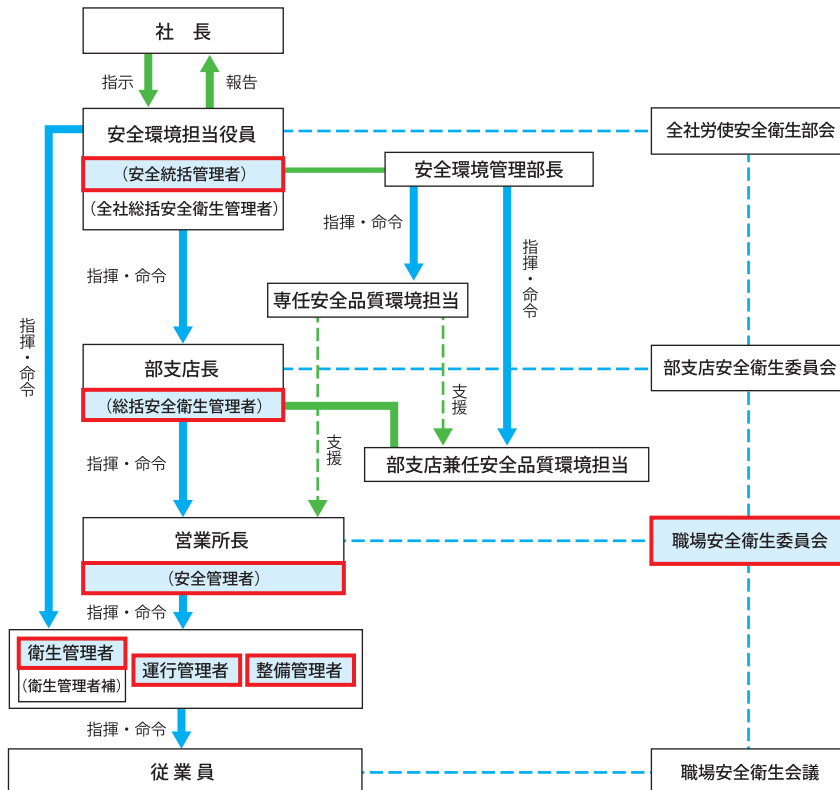 社 長
指示
報告
安全環境担当役員
（安全統括管理者）
（全社総括安全衛生管理者）
全社労使安全衛生部会
安全環境管理部長
指揮・命令
指揮・命令
指揮・命令
専任安全品質環境担当
指揮・命令
部支店長
（総括安全衛生管理者）
部支店安全衛生委員会
支援
支援
指揮・命令
部支店兼任安全品質環境担当
営業所長
（安全管理者）
職場安全衛生委員会
指揮・命令
衛生管理者
（衛生管理者補）
運行管理者
整備管理者
指揮・命令
従 業 員
職場安全衛生会議